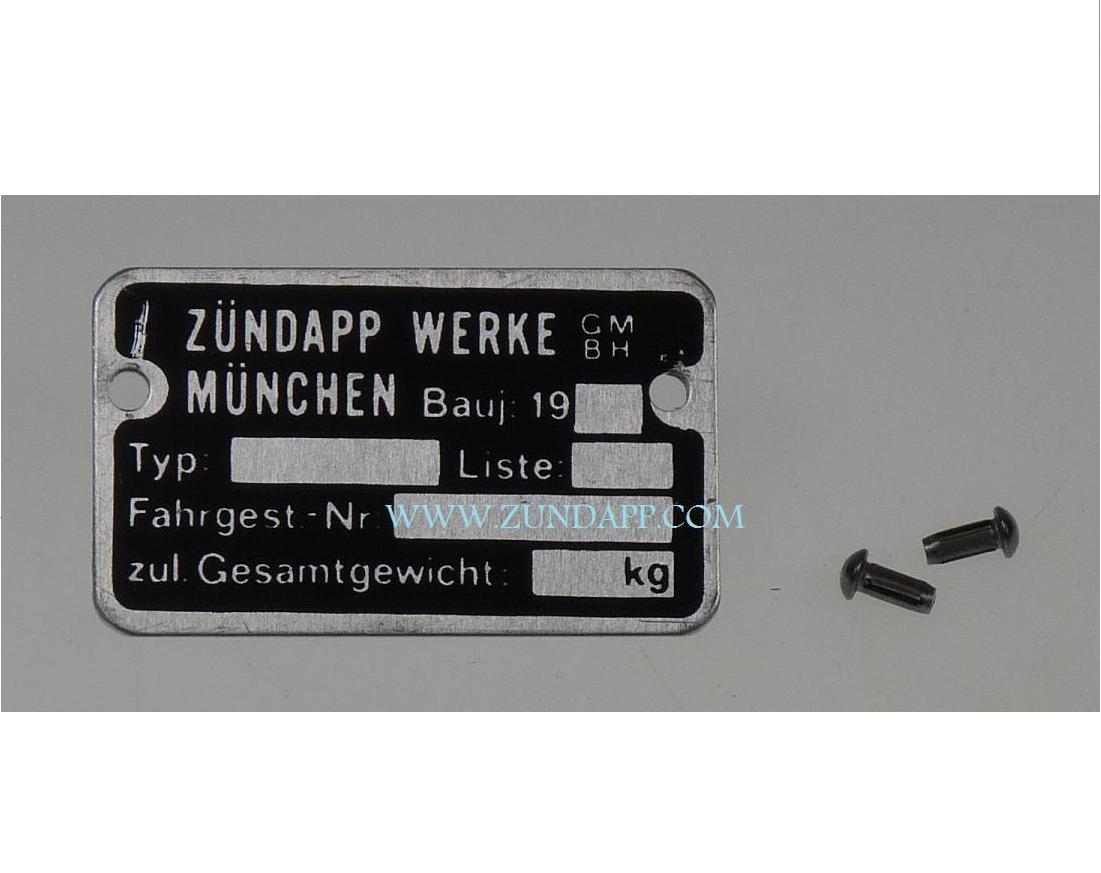 ZÜNDAPP WERKE GM BH
MÜNCHEN Bauj: 19
Typ: Liste:
Fahrgest.-Nr.
WWW.ZUNDAPP.COM
zul. Gesamtgewicht: kg